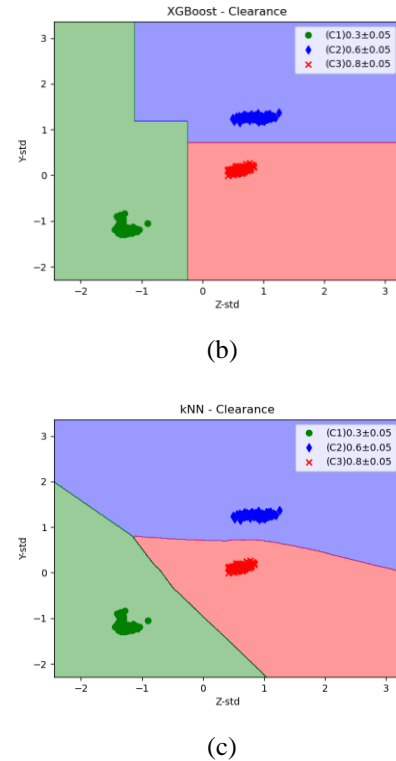 XGBoost - Clearance
(C1)0.3±0.05
(C2)0.6±0.05
(C3)0.8±0.05
3
2
1
0
−1
−2
Y-std
−2 −1 0 1 2 3
Z-std
(b)
kNN - Clearance
(C1)0.3±0.05
(C2)0.6±0.05
(C3)0.8±0.05
3
2
1
0
−1
−2
Y-std
−2 −1 0 1 2 3
Z-std
(c)